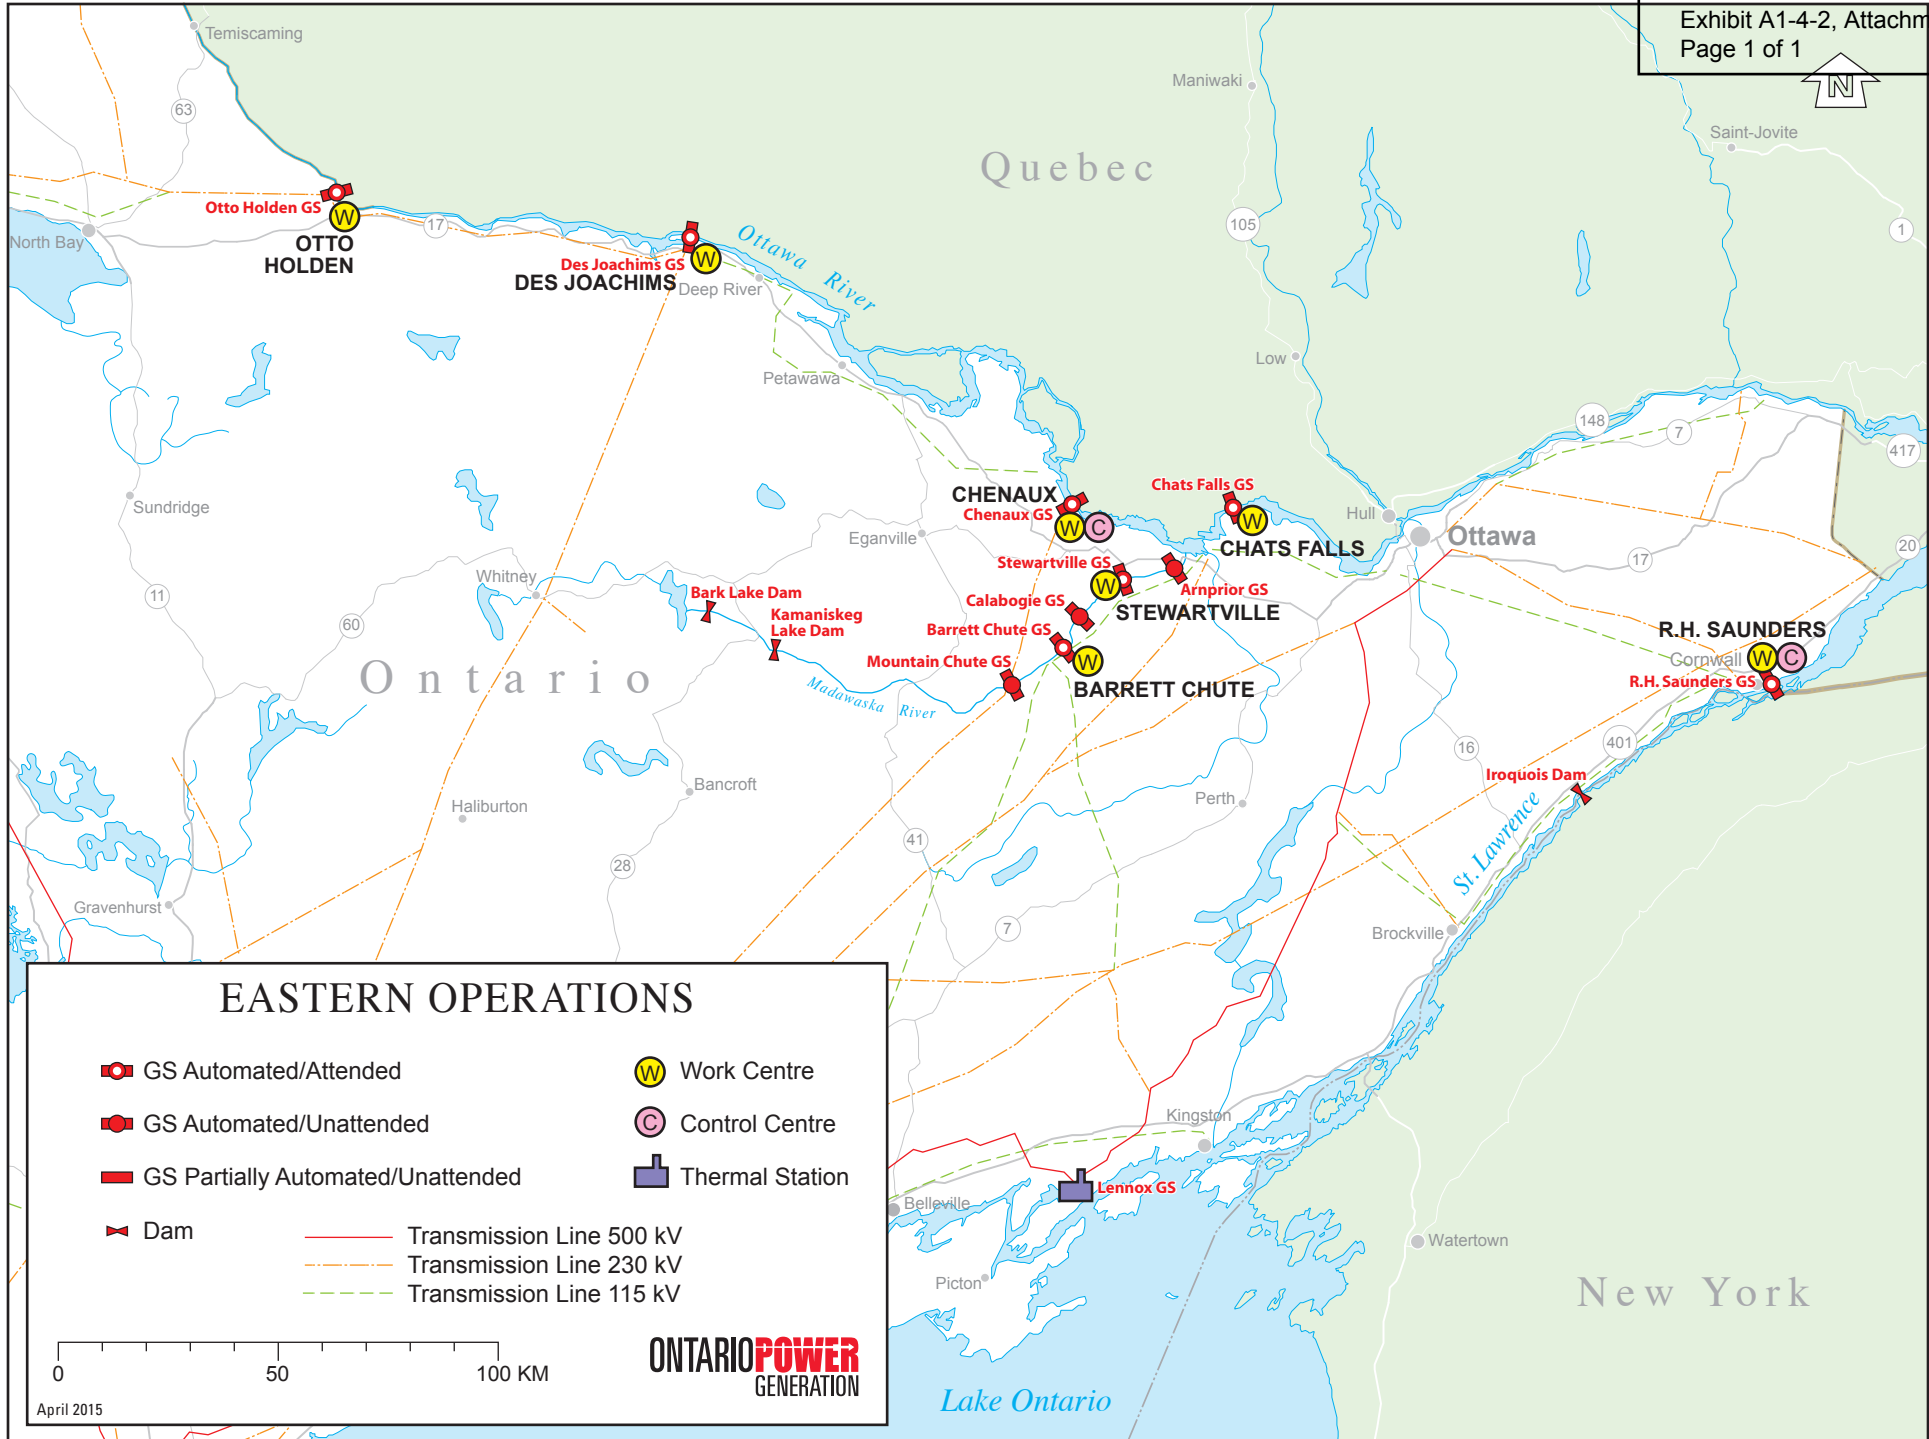 Exhibit A1-4-2, Attachm
Page 1 of 1
N
Temiscaming
Maniwaki
Saint-Jovite
63
Quebec
Otto Holden GS
W
OTTO
HOLDEN
North Bay
17
105
1
Ottawa River
Des Joachims GS
W
DES JOACHIMS
Deep River
Low
Petawawa
148
7
417
Sundridge
CHENAUX
Chenaux GS
W
C
Chats Falls GS
W
CHATS FALLS
Hull
Ottawa
Eganville
17
20
Stewartville GS
W
STEWARTVILLE
Arnprior GS
Whitney
Bark Lake Dam
Kamaniskeg
Lake Dam
Calabogie GS
Barrett Chute GS
W
BARRETT CHUTE
Mountain Chute GS
11
60
Ontario
Madawaska River
R.H. SAUNDERS
Cornwall
W
C
R.H. Saunders GS
16
401
Iroquois Dam
Bancroft
Haliburton
Perth
41
28
St. Lawrence
Gravenhurst
7
Brockville
EASTERN OPERATIONS
GS Automated/Attended
GS Automated/Unattended
GS Partially Automated/Unattended
Dam
W
Work Centre
C
Control Centre
Thermal Station
Transmission Line 500 kV
Transmission Line 230 kV
Transmission Line 115 kV
0
50
100 KM
ONTARIOPOWER
GENERATION
April 2015
Kingston
Lennox GS
Belleville
Picton
Watertown
New York
Lake Ontario